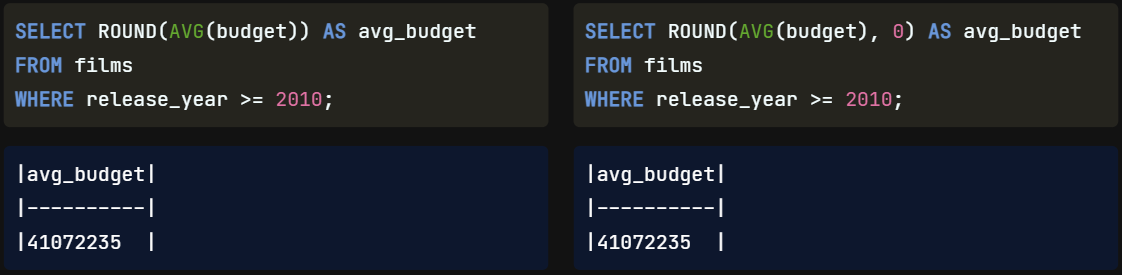 SELECT ROUND(AVG(budget)) AS avg_budget
FROM films
WHERE release_year >= 2010;
|avg_budget|
|----------|
|41072235  |
SELECT ROUND(AVG(budget), 0) AS avg_budget
FROM films
WHERE release_year >= 2010;
|avg_budget|
|----------|
|41072235  |